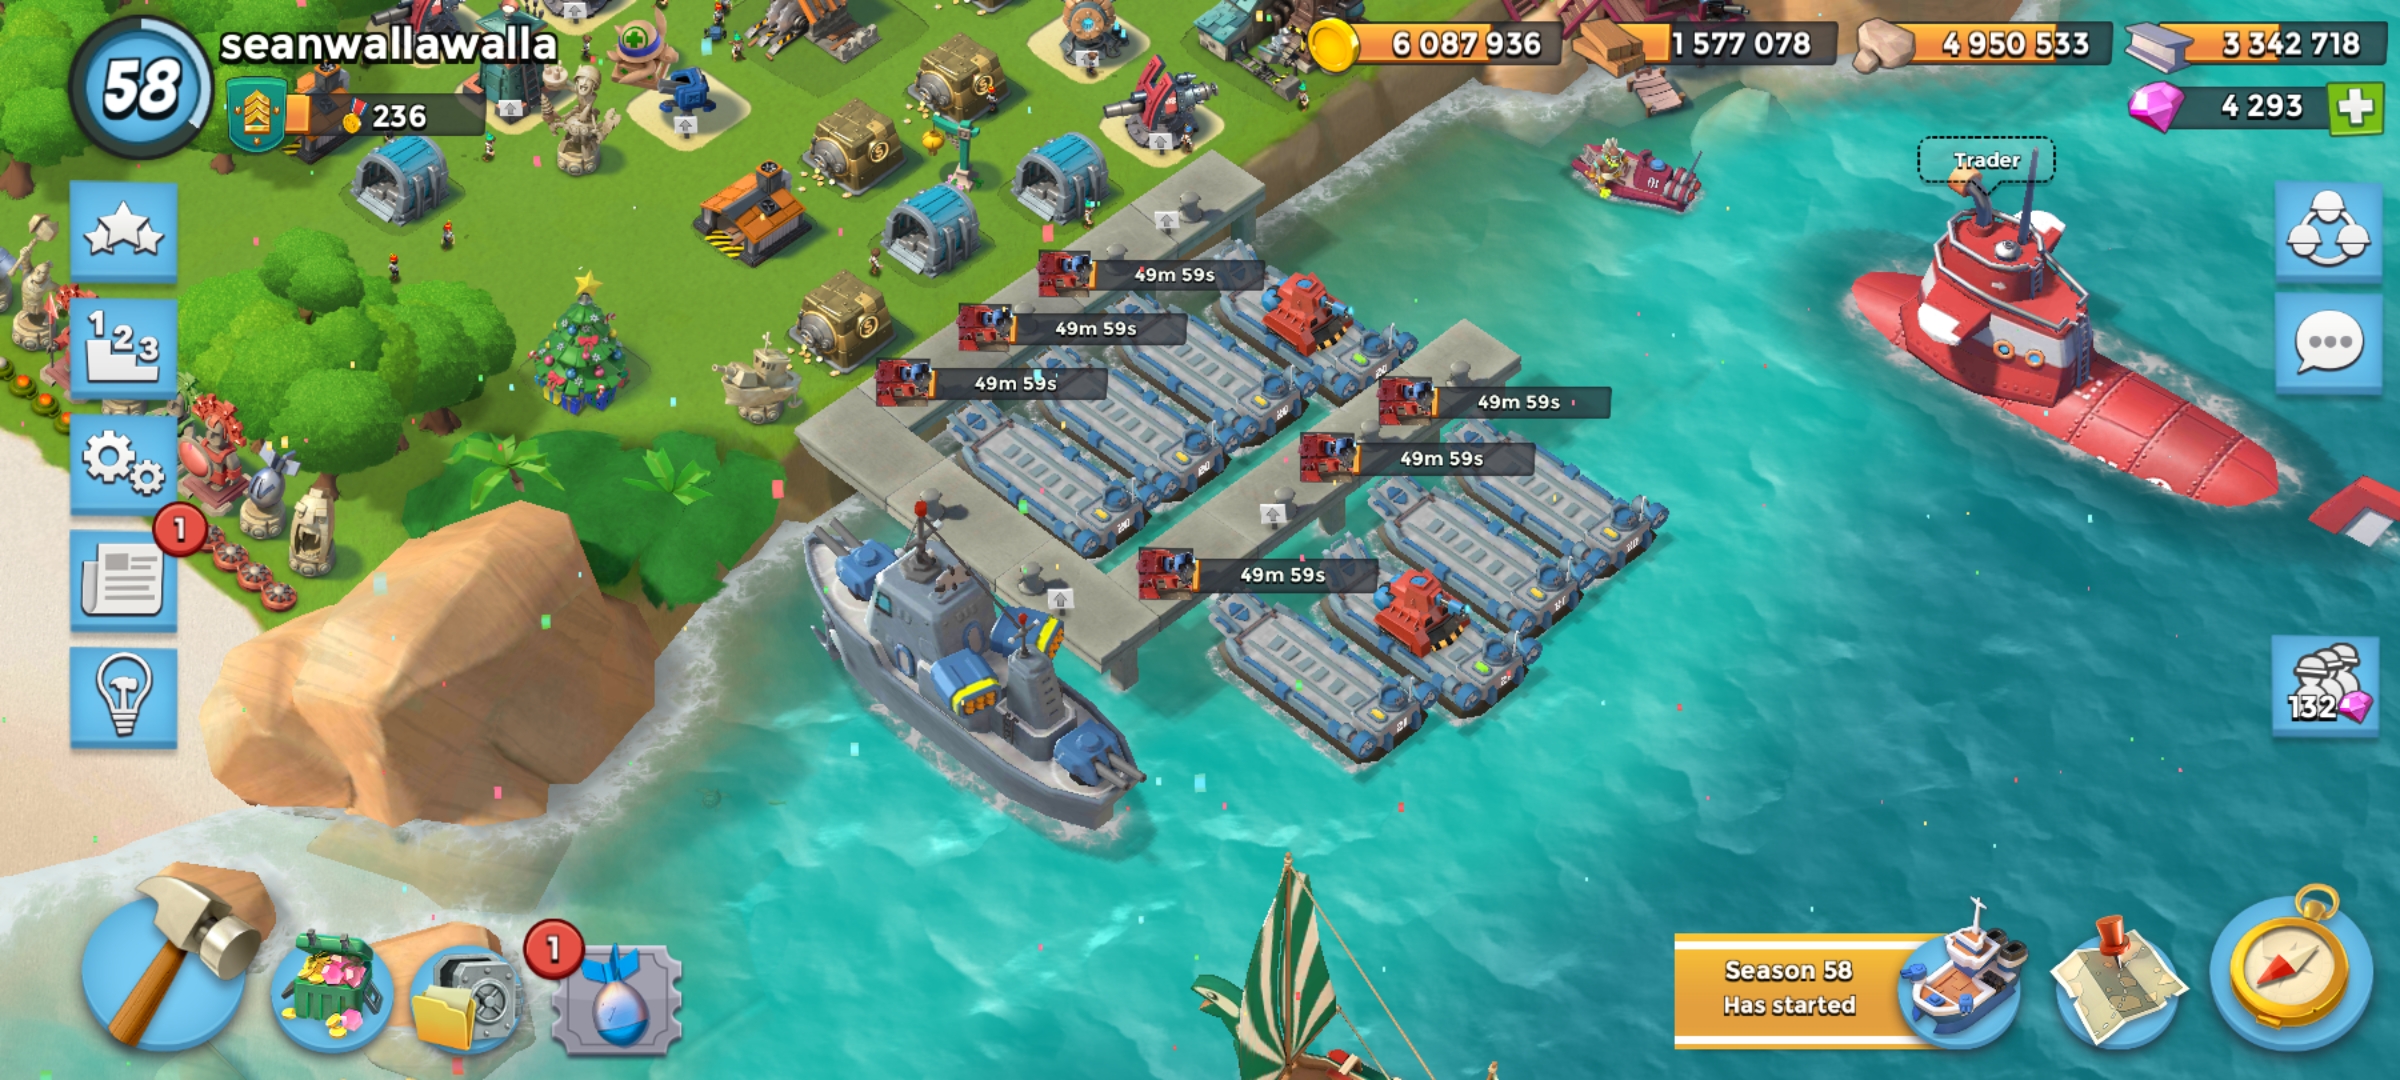 58
seanwallawalla
236
6 087 936
1 577 078
4 950 533
3 342 718
4 293
Trader
49m 59s
49m 59s
49m 59s
49m 59s
49m 59s
49m 59s
1 2 3
1
132
1
Season 58
Has started